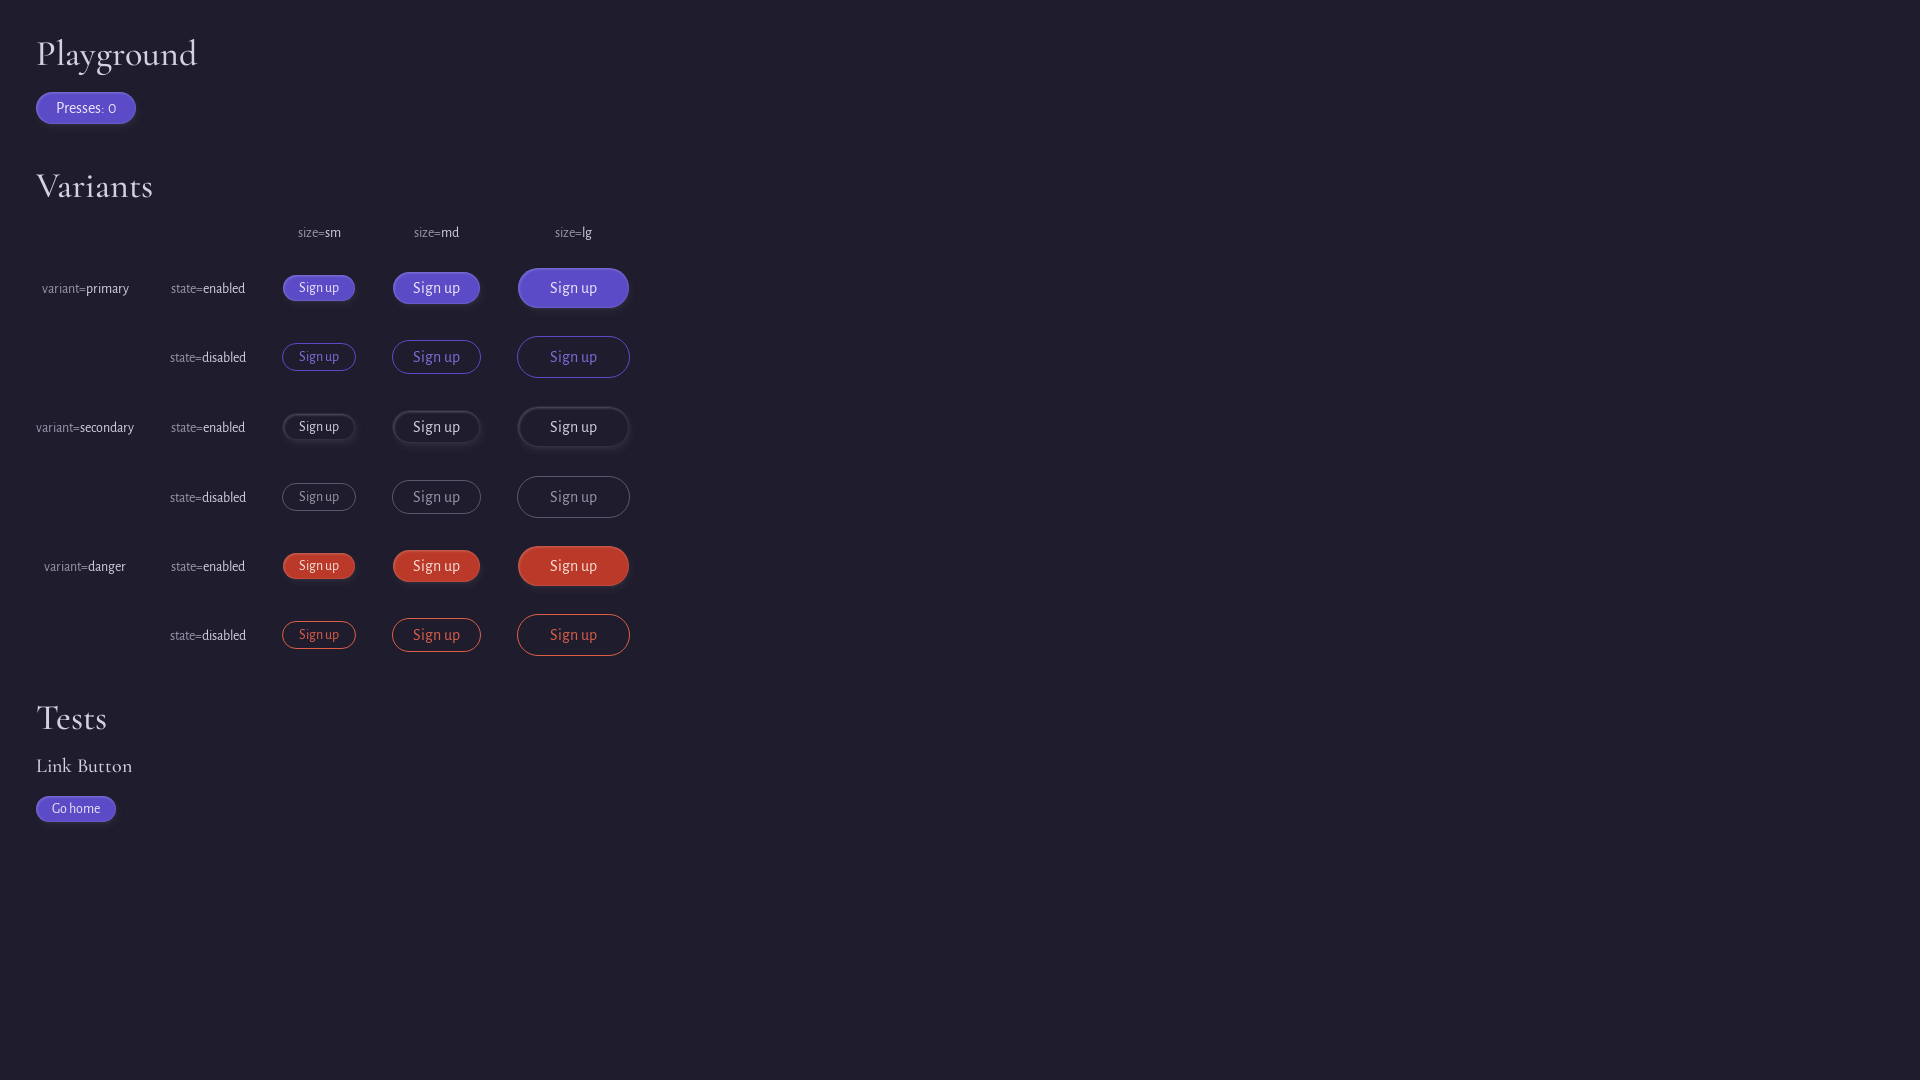 Playground
Presses: 0
Variants
size=sm size=md size=lg
variant=primary state=enabled Sign up Sign up Sign up
state=disabled Sign up Sign up Sign up
variant=secondary state=enabled Sign up Sign up Sign up
state=disabled Sign up Sign up Sign up
variant=danger state=enabled Sign up Sign up Sign up
state=disabled Sign up Sign up Sign up
Tests
Link Button
Go home